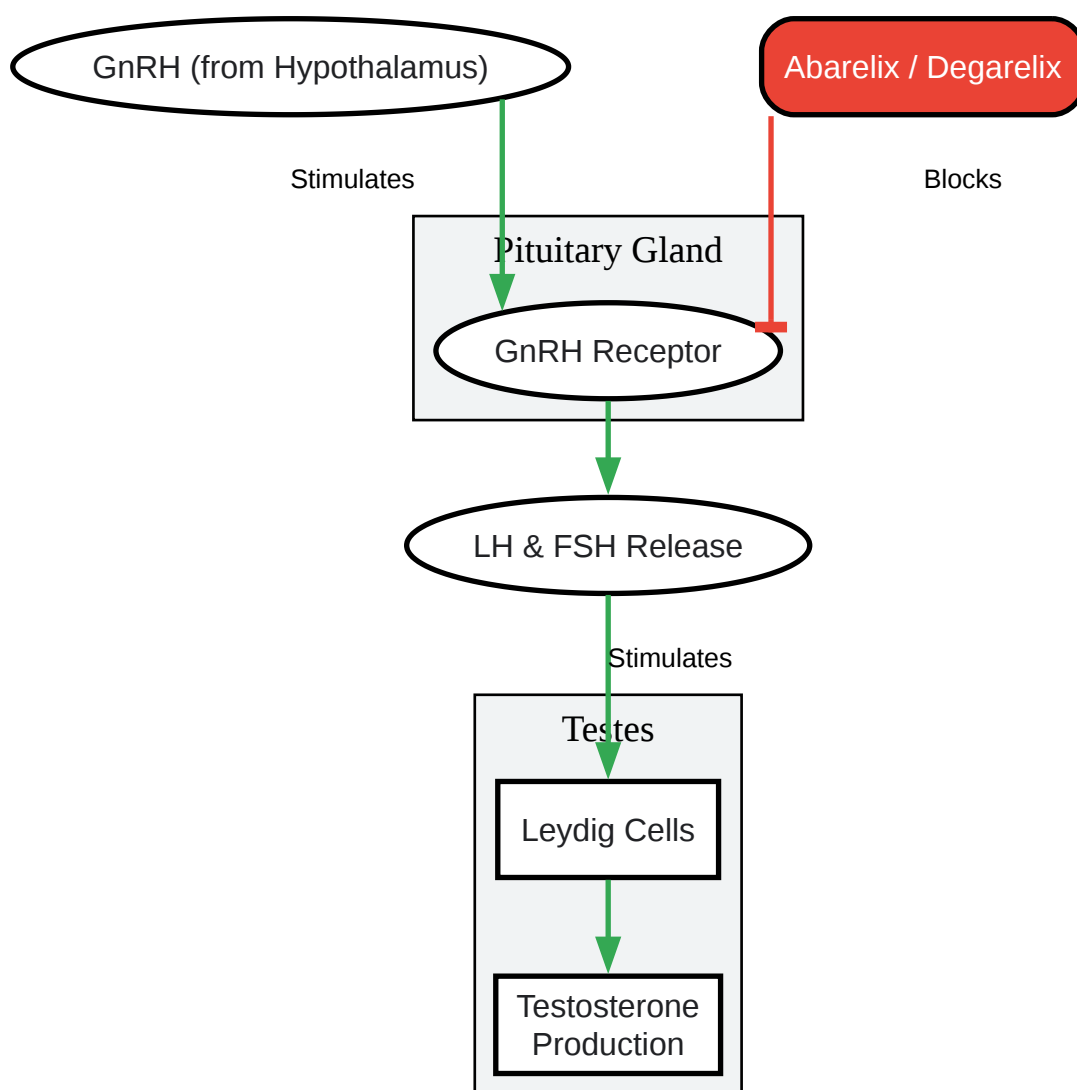 GnRH (from Hypothalamus)
Abarelix / Degarelix
Stimulates
Blocks
Pituitary Gland
GnRH Receptor
LH & FSH Release
Stimulates
Testes
Leydig Cells
Testosterone
Production